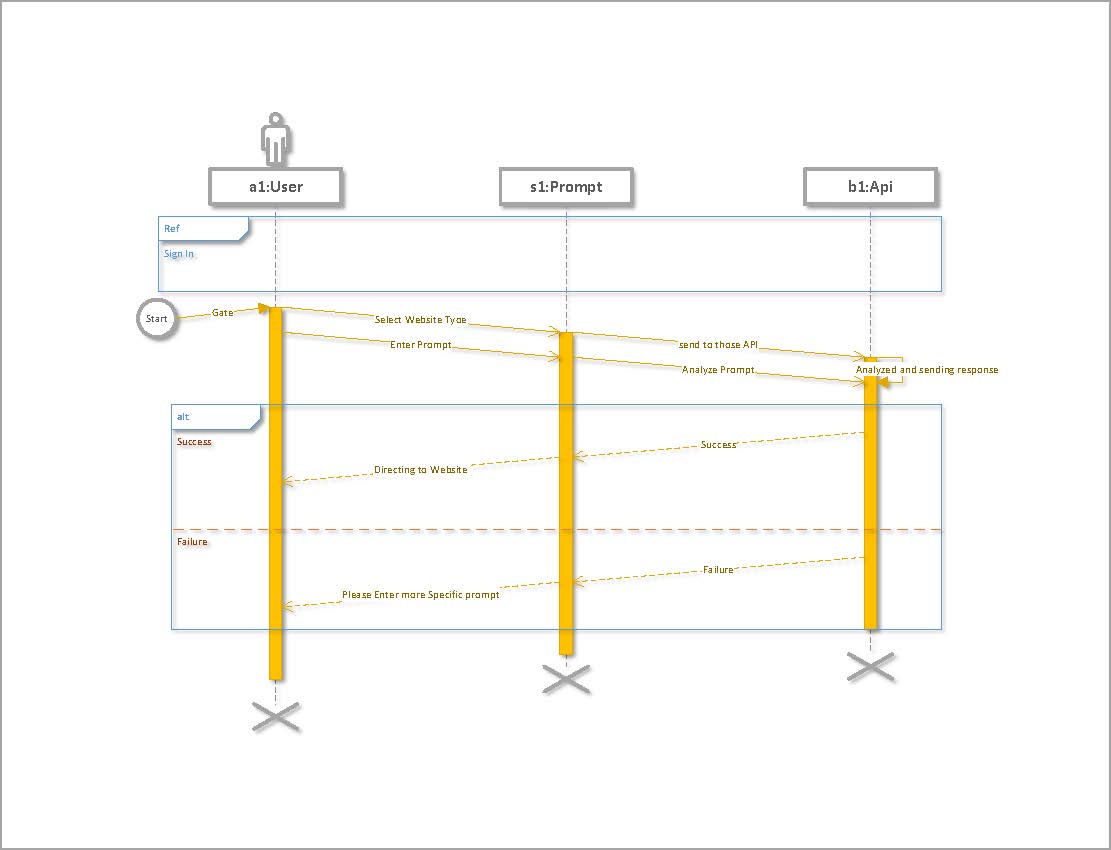 a1:User
s1:Prompt
b1:Api
Ref
Sign In
Start
Gate
Select Website Type
Enter Prompt
send to those API
Analyze Prompt
Analyzed and sending response
alt
Success
Success
Directing to Website
Failure
Failure
Please Enter more Specific prompt